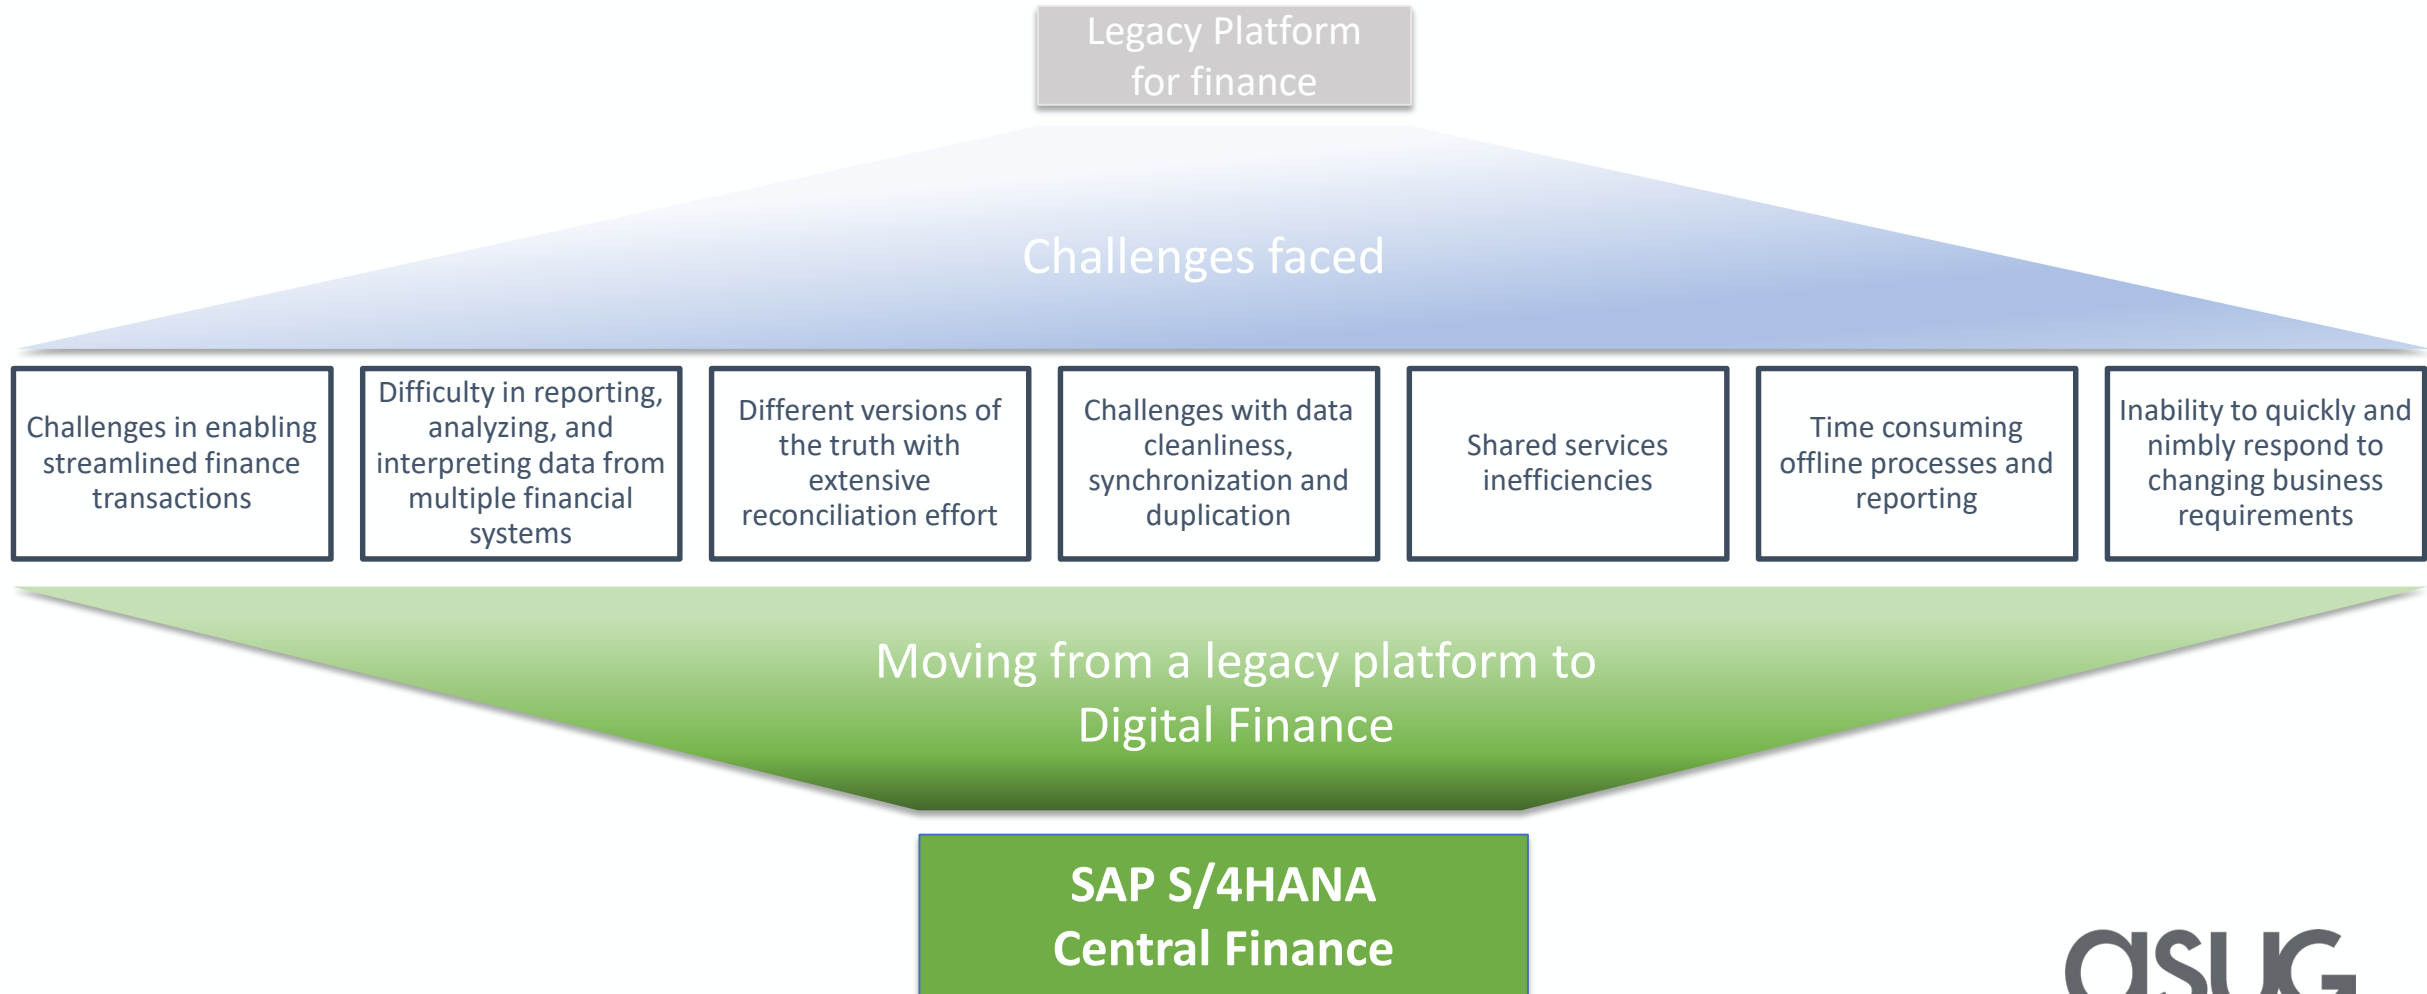 Legacy Platform
for finance
Challenges faced
Challenges in enabling
streamlined finance
transactions
Difficulty in reporting,
analyzing, and
interpreting data from
multiple financial
systems
Different versions of
the truth with
extensive
reconciliation effort
Challenges with data
cleanliness,
synchronization and
duplication
Shared services
inefficiencies
Time consuming
offline processes and
reporting
Inability to quickly and
nimbly respond to
changing business
requirements
Moving from a legacy platform to
Digital Finance
SAP S/4HANA
Central Finance
asug